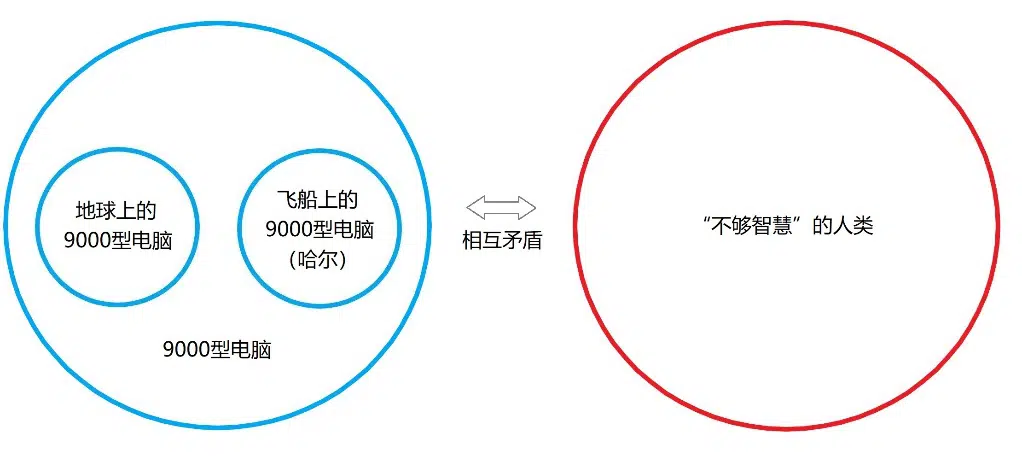 地球上的
9000型电脑
飞船上的
9000型电脑
（哈尔）
9000型电脑
相互矛盾
“不够智慧”的人类